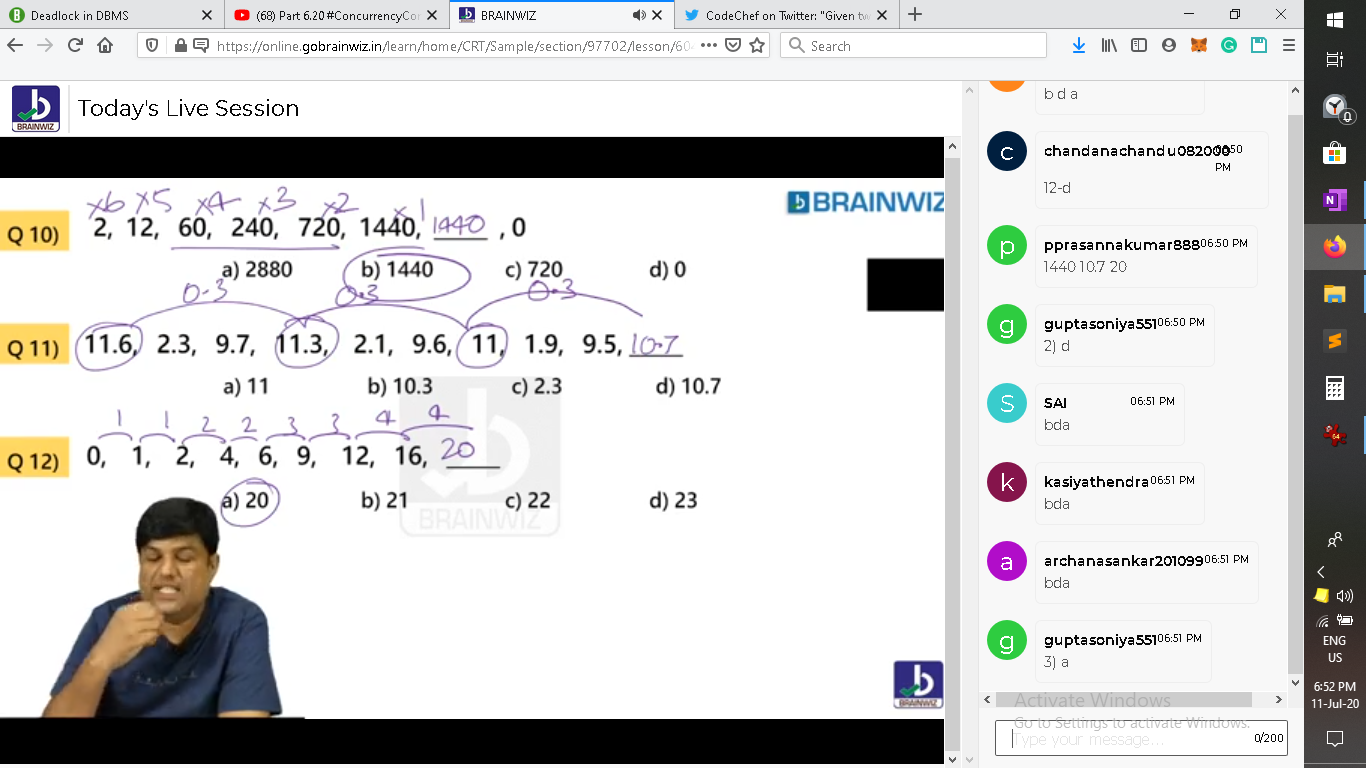 Deadlock in DBMS
(68) Part 6.20 #ConcurrencyCor
BRAINWIZ
CodeChef on Twitter: "Given tw
https://online.gobrainwiz.in/learn/home/CRT/Sample/section/97702/lesson/604
Search
b
BRAINWIZ
Today's Live Session
BRAINWIZ
×6 ×5 ×4 ×3 ×2 ×1
Q 10) 2, 12, 60, 240, 720, 1440, 1440 , 0
a) 2880 b) 1440 c) 720 d) 0
0.3 0.3 0.3
Q 11) 11.6, 2.3, 9.7, 11.3, 2.1, 9.6, 11, 1.9, 9.5, 10.7
a) 11 b) 10.3 c) 2.3 d) 10.7
1 1 2 2 3 3 4 4
Q 12) 0, 1, 2, 4, 6, 9, 12, 16, 20
a) 20 b) 21 c) 22 d) 23
BRAINWIZ
b
BRAINWIZ
b d a
c
chandanachandu082000 06:50 PM
12-d
p
pprasannakumar888 06:50 PM
1440 10.7 20
g
guptasoniya551 06:50 PM
2) d
S
SAI 06:51 PM
bda
k
kasiyathendra 06:51 PM
bda
a
archanasankar201099 06:51 PM
bda
g
guptasoniya551 06:51 PM
3) a
Activate Windows
Go to Settings to activate Windows.
Type your message... 0/200
N
64
ENG
US
6:52 PM
11-Jul-20